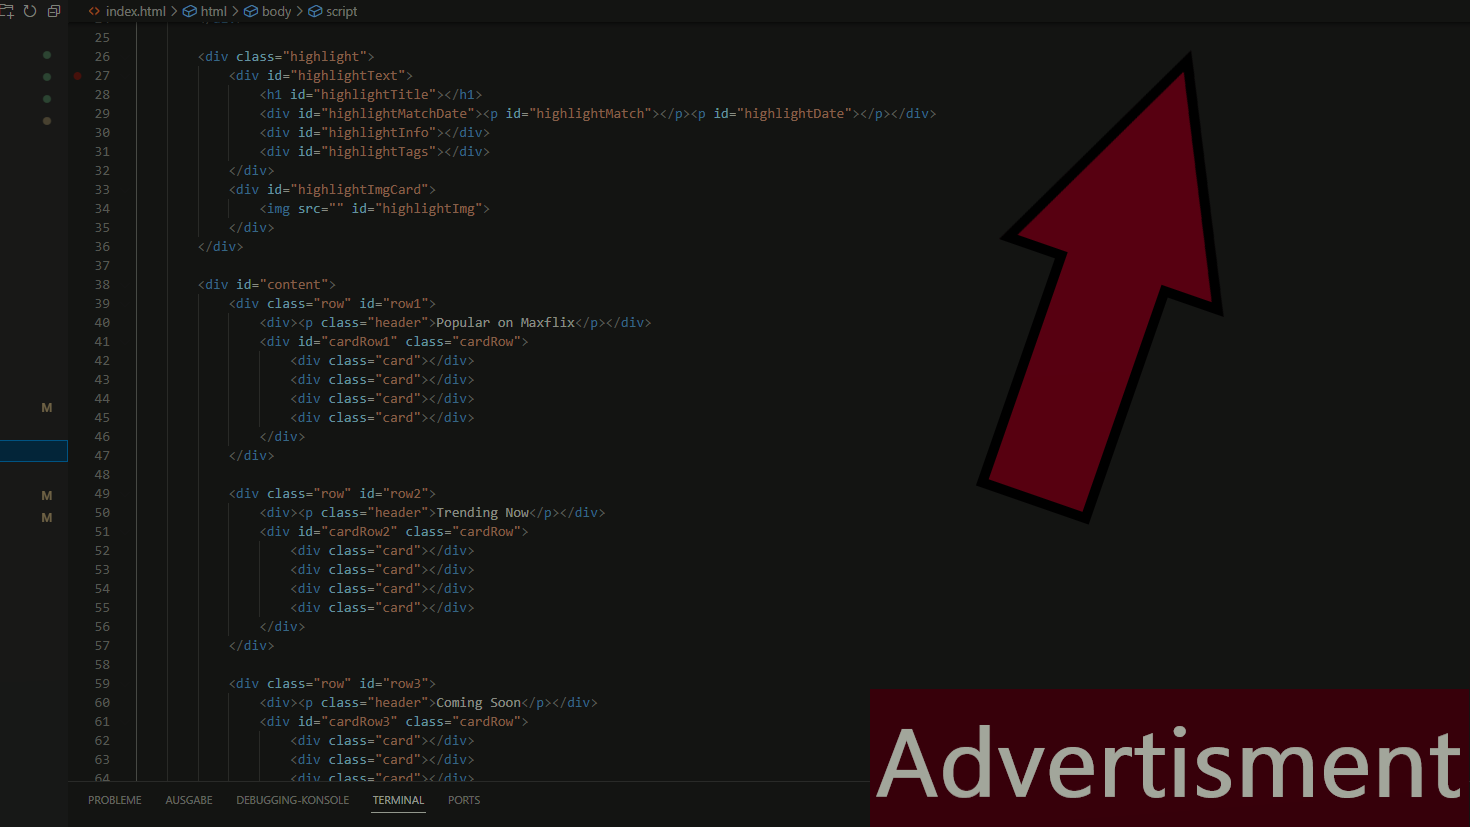 index.html > html > body > script
25
26 <div class="highlight">
27 <div id="highlightText">
28 <h1 id="highlightTitle"></h1>
29 <div id="highlightMatchDate"><p id="highlightMatch"></p><p id="highlightDate"></p></div>
30 <div id="highlightInfo"></div>
31 <div id="highlightTags"></div>
32 </div>
33 <div id="highlightImgCard">
34 <img src="" id="highlightImg">
35 </div>
36 </div>
37
38 <div id="content">
39 <div class="row" id="row1">
40 <div><p class="header">Popular on Maxflix</p></div>
41 <div id="cardRow1" class="cardRow">
42 <div class="card"></div>
43 <div class="card"></div>
44 <div class="card"></div>
M
45 <div class="card"></div>
46 </div>
47 </div>
48
49 <div class="row" id="row2">
M
50 <div><p class="header">Trending Now</p></div>
M
51 <div id="cardRow2" class="cardRow">
52 <div class="card"></div>
53 <div class="card"></div>
54 <div class="card"></div>
55 <div class="card"></div>
56 </div>
57 </div>
58
59 <div class="row" id="row3">
60 <div><p class="header">Coming Soon</p></div>
61 <div id="cardRow3" class="cardRow">
62 <div class="card"></div>
63 <div class="card"></div>
64 <div class="card"></div>
Advertisment
PROBLEME AUSGABE DEBUGGING-KONSOLE TERMINAL PORTS